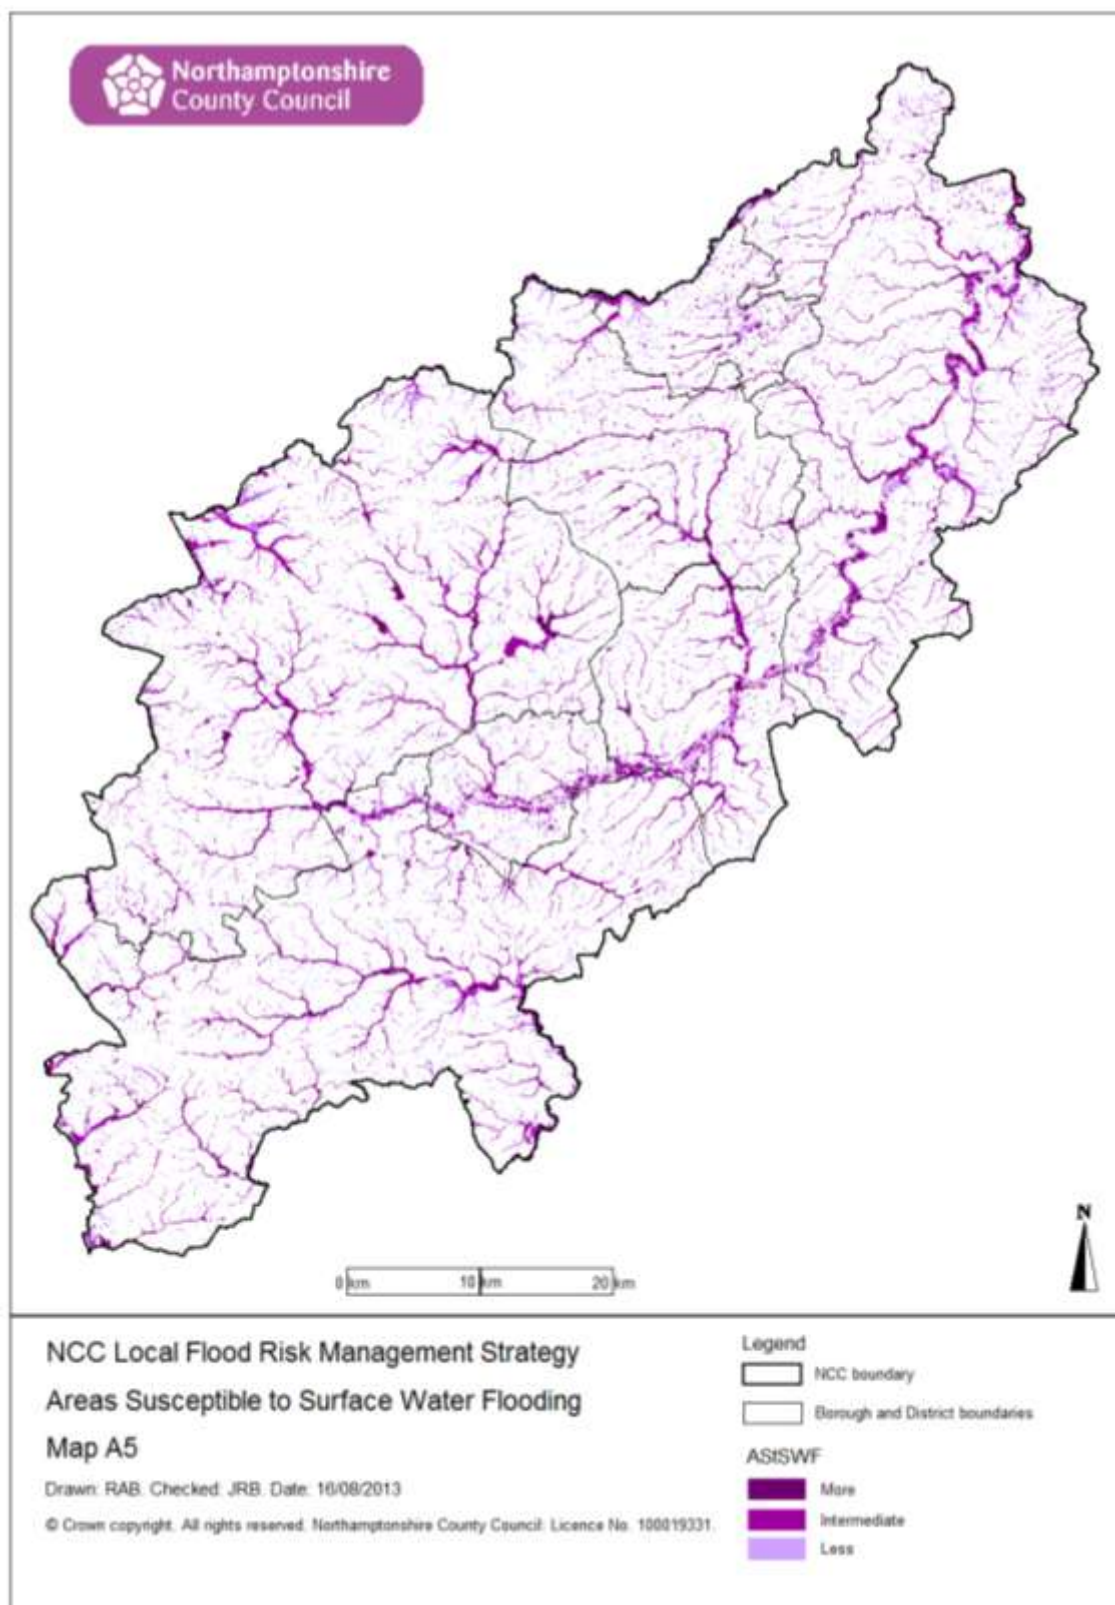 Northamptonshire
County Council
N
0 km 10 km 20 km
NCC Local Flood Risk Management Strategy
Areas Susceptible to Surface Water Flooding
Map A5
Drawn: RAB. Checked: JRB. Date: 16/08/2013
© Crown copyright. All rights reserved. Northamptonshire County Council: Licence No. 100019331.
Legend
NCC boundary
Borough and District boundaries
AStSWF
More
Intermediate
Less